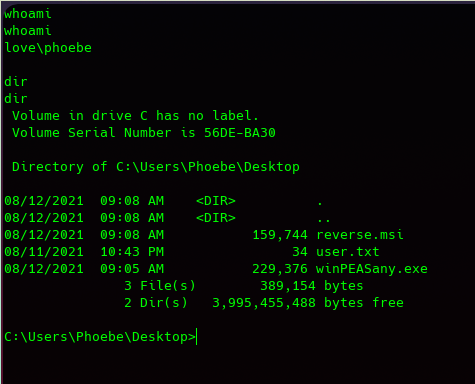 whoami
whoami
love\phoebe
dir
dir
Volume in drive C has no label.
Volume Serial Number is 56DE-BA30
Directory of C:\Users\Phoebe\Desktop
08/12/2021  09:08 AM    <DIR>          .
08/12/2021  09:08 AM    <DIR>          ..
08/12/2021  09:08 AM           159,744 reverse.msi
08/11/2021  10:43 PM                34 user.txt
08/12/2021  09:05 AM           229,376 winPEASany.exe
3 File(s)        389,154 bytes
2 Dir(s)   3,995,455,488 bytes free
C:\Users\Phoebe\Desktop>